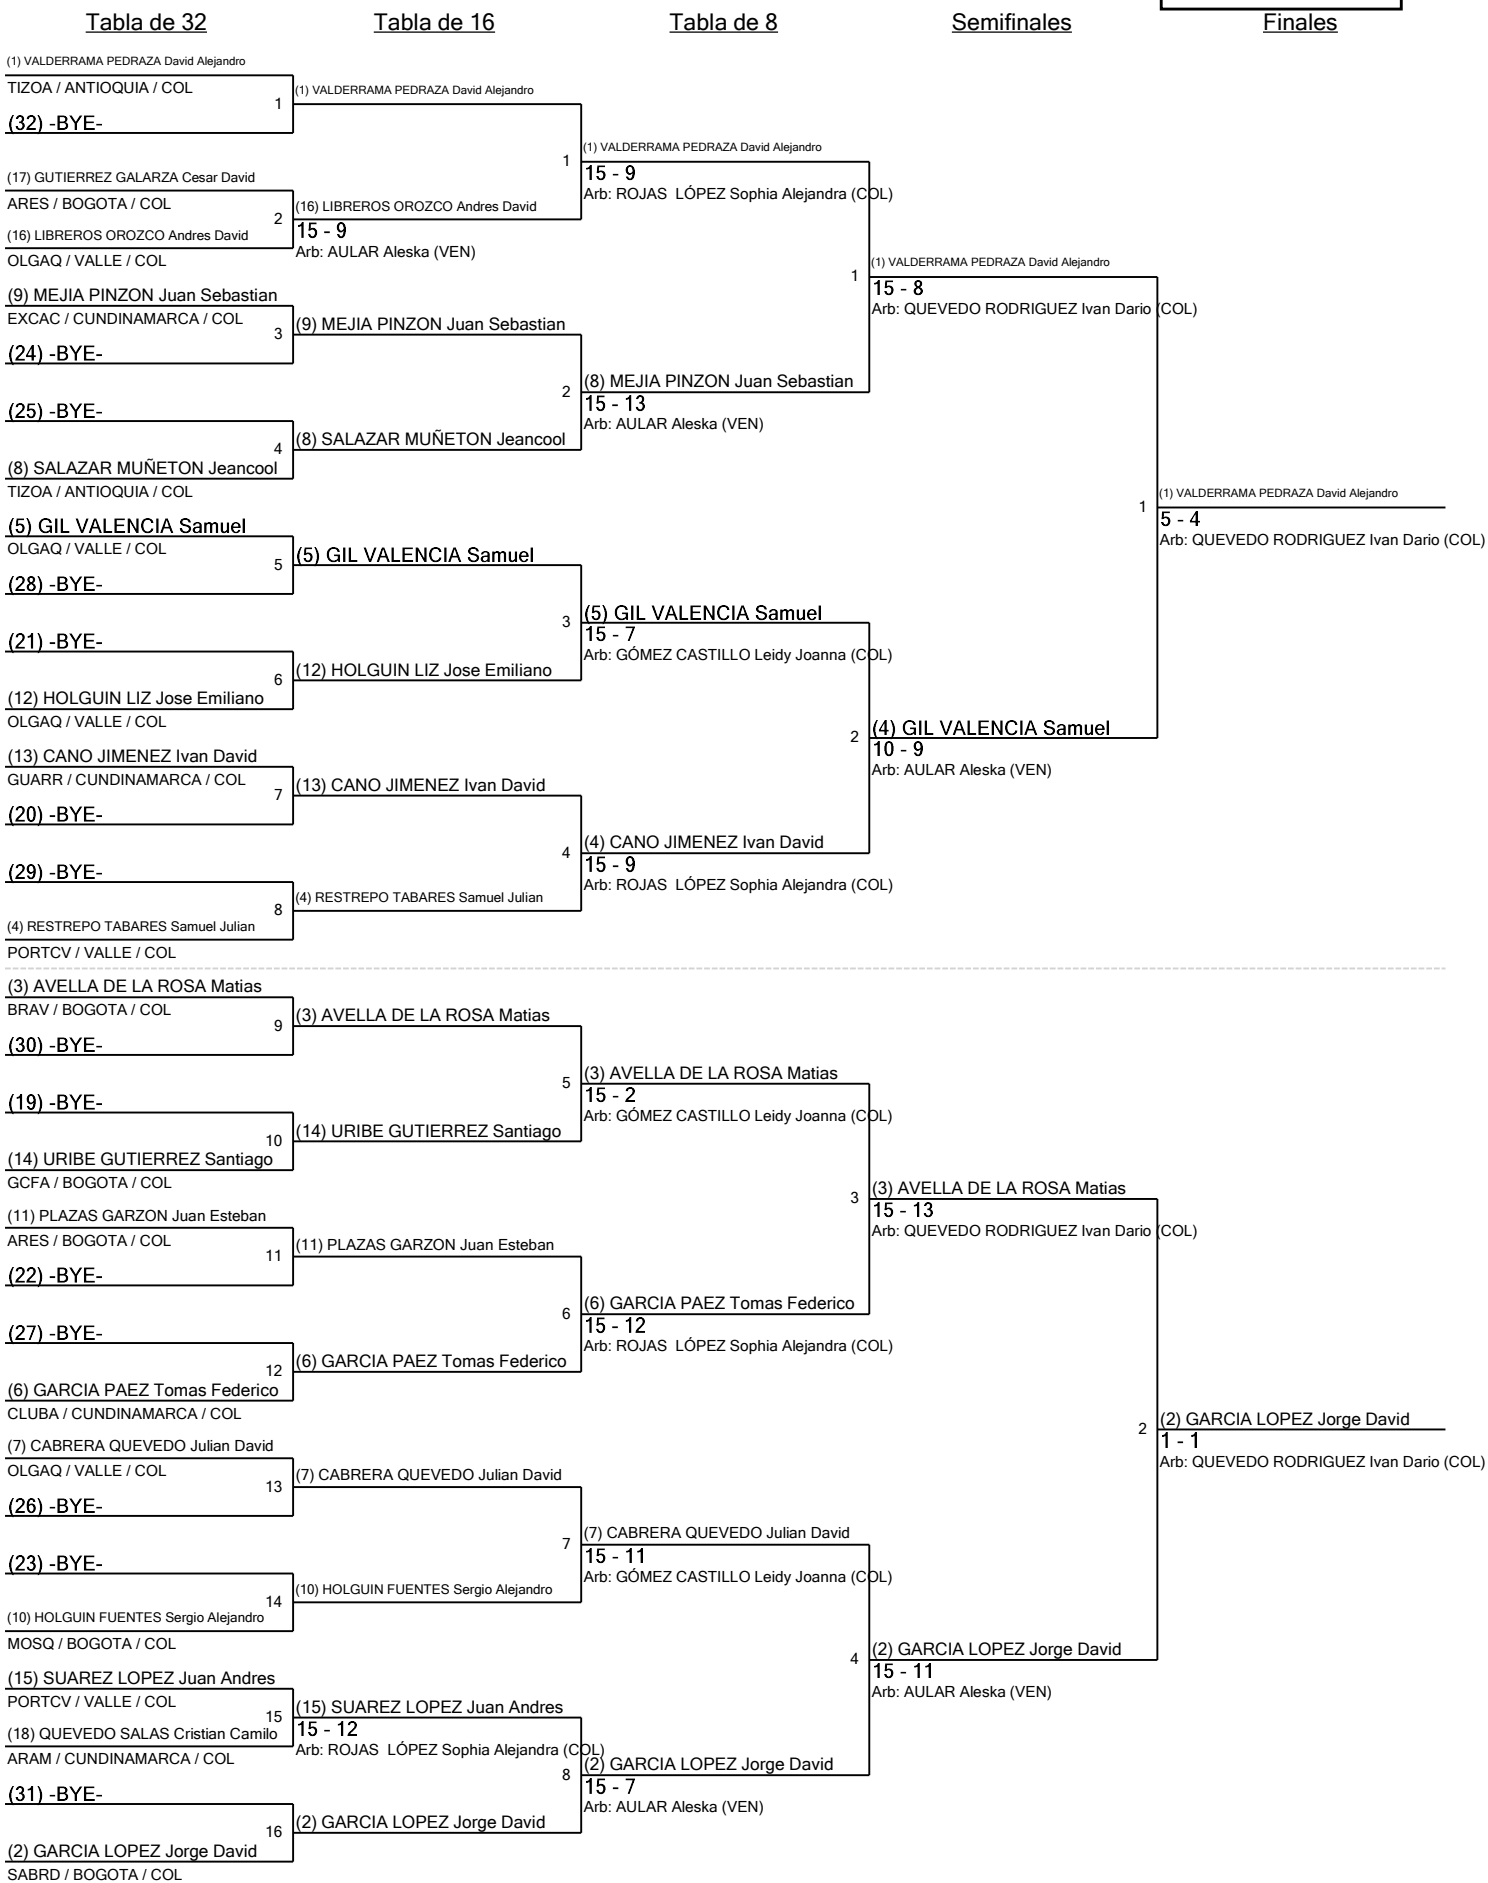 Tabla de 32
Tabla de 16
Tabla de 8
Semifinales
Finales
(1) VALDERRAMA PEDRAZA David Alejandro
TIZOA / ANTIOQUIA / COL
1
(32) -BYE-
(17) GUTIERREZ GALARZA Cesar David
ARES / BOGOTA / COL
2
(16) LIBREROS OROZCO Andres David
OLGAQ / VALLE / COL
(9) MEJIA PINZON Juan Sebastian
EXCAC / CUNDINAMARCA / COL
3
(24) -BYE-
(25) -BYE-
4
(8) SALAZAR MUÑETON Jeancool
TIZOA / ANTIOQUIA / COL
(5) GIL VALENCIA Samuel
OLGAQ / VALLE / COL
5
(28) -BYE-
(21) -BYE-
6
(12) HOLGUIN LIZ Jose Emiliano
OLGAQ / VALLE / COL
(13) CANO JIMENEZ Ivan David
GUARR / CUNDINAMARCA / COL
7
(20) -BYE-
(29) -BYE-
8
(4) RESTREPO TABARES Samuel Julian
PORTCV / VALLE / COL
(3) AVELLA DE LA ROSA Matias
BRAV / BOGOTA / COL
9
(30) -BYE-
(19) -BYE-
10
(14) URIBE GUTIERREZ Santiago
GCFA / BOGOTA / COL
(11) PLAZAS GARZON Juan Esteban
ARES / BOGOTA / COL
11
(22) -BYE-
(27) -BYE-
12
(6) GARCIA PAEZ Tomas Federico
CLUBA / CUNDINAMARCA / COL
(7) CABRERA QUEVEDO Julian David
OLGAQ / VALLE / COL
13
(26) -BYE-
(23) -BYE-
14
(10) HOLGUIN FUENTES Sergio Alejandro
MOSQ / BOGOTA / COL
(15) SUAREZ LOPEZ Juan Andres
PORTCV / VALLE / COL
15
(18) QUEVEDO SALAS Cristian Camilo
ARAM / CUNDINAMARCA / COL
(31) -BYE-
16
(2) GARCIA LOPEZ Jorge David
SABRD / BOGOTA / COL
(1) VALDERRAMA PEDRAZA David Alejandro
1
(16) LIBREROS OROZCO Andres David
15 - 9
Arb: AULAR Aleska (VEN)
(9) MEJIA PINZON Juan Sebastian
2
(8) SALAZAR MUÑETON Jeancool
(5) GIL VALENCIA Samuel
3
(12) HOLGUIN LIZ Jose Emiliano
(13) CANO JIMENEZ Ivan David
4
(4) RESTREPO TABARES Samuel Julian
(3) AVELLA DE LA ROSA Matias
5
(14) URIBE GUTIERREZ Santiago
(11) PLAZAS GARZON Juan Esteban
6
(6) GARCIA PAEZ Tomas Federico
(7) CABRERA QUEVEDO Julian David
7
(10) HOLGUIN FUENTES Sergio Alejandro
(15) SUAREZ LOPEZ Juan Andres
15 - 12
Arb: ROJAS LÓPEZ Sophia Alejandra (COL)
8
(2) GARCIA LOPEZ Jorge David
(1) VALDERRAMA PEDRAZA David Alejandro
15 - 9
Arb: ROJAS LÓPEZ Sophia Alejandra (COL)
1
(8) MEJIA PINZON Juan Sebastian
15 - 13
Arb: AULAR Aleska (VEN)
(5) GIL VALENCIA Samuel
15 - 7
Arb: GÓMEZ CASTILLO Leidy Joanna (COL)
2
(4) CANO JIMENEZ Ivan David
15 - 9
Arb: ROJAS LÓPEZ Sophia Alejandra (COL)
(3) AVELLA DE LA ROSA Matias
15 - 2
Arb: GÓMEZ CASTILLO Leidy Joanna (COL)
3
(6) GARCIA PAEZ Tomas Federico
15 - 12
Arb: ROJAS LÓPEZ Sophia Alejandra (COL)
(7) CABRERA QUEVEDO Julian David
15 - 11
Arb: GÓMEZ CASTILLO Leidy Joanna (COL)
4
(2) GARCIA LOPEZ Jorge David
15 - 7
Arb: AULAR Aleska (VEN)
(1) VALDERRAMA PEDRAZA David Alejandro
15 - 8
Arb: QUEVEDO RODRIGUEZ Ivan Dario (COL)
1
(4) GIL VALENCIA Samuel
10 - 9
Arb: AULAR Aleska (VEN)
(3) AVELLA DE LA ROSA Matias
15 - 13
Arb: QUEVEDO RODRIGUEZ Ivan Dario (COL)
2
(2) GARCIA LOPEZ Jorge David
15 - 11
Arb: AULAR Aleska (VEN)
(1) VALDERRAMA PEDRAZA David Alejandro
5 - 4
Arb: QUEVEDO RODRIGUEZ Ivan Dario (COL)
(2) GARCIA LOPEZ Jorge David
1 - 1
Arb: QUEVEDO RODRIGUEZ Ivan Dario (COL)